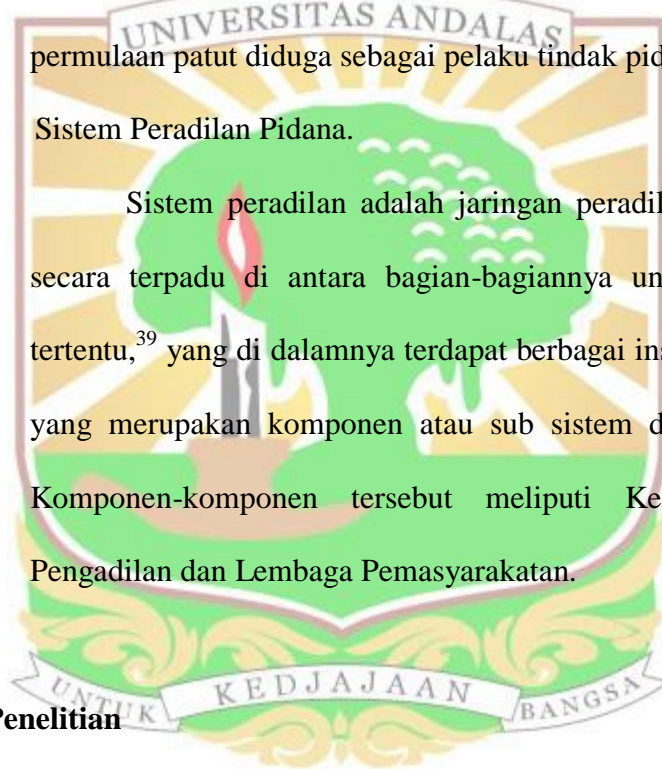 UNIVERSITAS ANDALAS
permulaan patut diduga sebagai pelaku tindak pid
Sistem Peradilan Pidana.
Sistem peradilan adalah jaringan peradil
secara terpadu di antara bagian-bagiannya un
tertentu,39 yang di dalamnya terdapat berbagai ins
yang merupakan komponen atau sub sistem d
Komponen-komponen tersebut meliputi Ke
Pengadilan dan Lembaga Pemasyarakatan.
UNTUK KEDJAJAAN BANGSA
Penelitian